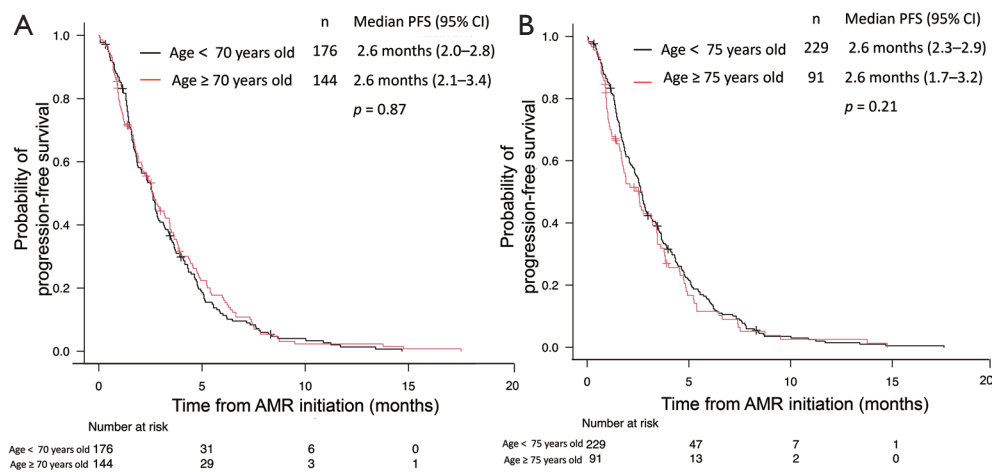 A
n Median PFS (95% CI)
Age < 70 years old 176 2.6 months (2.0–2.8)
Age ≥ 70 years old 144 2.6 months (2.1–3.4)
p = 0.87
Probability of
progression-free survival
1.0
0.8
0.6
0.4
0.2
0.0
0 5 10 15 20
Time from AMR initiation (months)
Number at risk
Age < 70 years old 176 31 6 0
Age ≥ 70 years old 144 29 3 1
B
n Median PFS (95% CI)
Age < 75 years old 229 2.6 months (2.3–2.9)
Age ≥ 75 years old 91 2.6 months (1.7–3.2)
p = 0.21
Probability of
progression-free survival
1.0
0.8
0.6
0.4
0.2
0.0
0 5 10 15 20
Time from AMR initiation (months)
Number at risk
Age < 75 years old 229 47 7 1
Age ≥ 75 years old 91 13 2 0